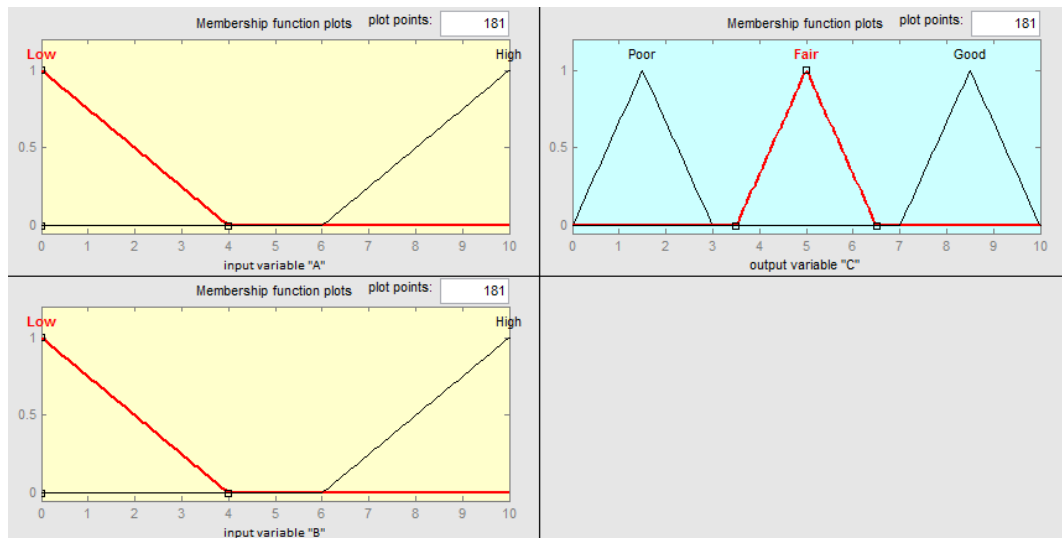 Membership function plots plot points: 181
Low High
1
0.5
0
0 1 2 3 4 5 6 7 8 9 10
input variable "A"
Membership function plots plot points: 181
Poor Fair Good
1
0.5
0
0 1 2 3 4 5 6 7 8 9 10
output variable "C"
Membership function plots plot points: 181
Low High
1
0.5
0
0 1 2 3 4 5 6 7 8 9 10
input variable "B"